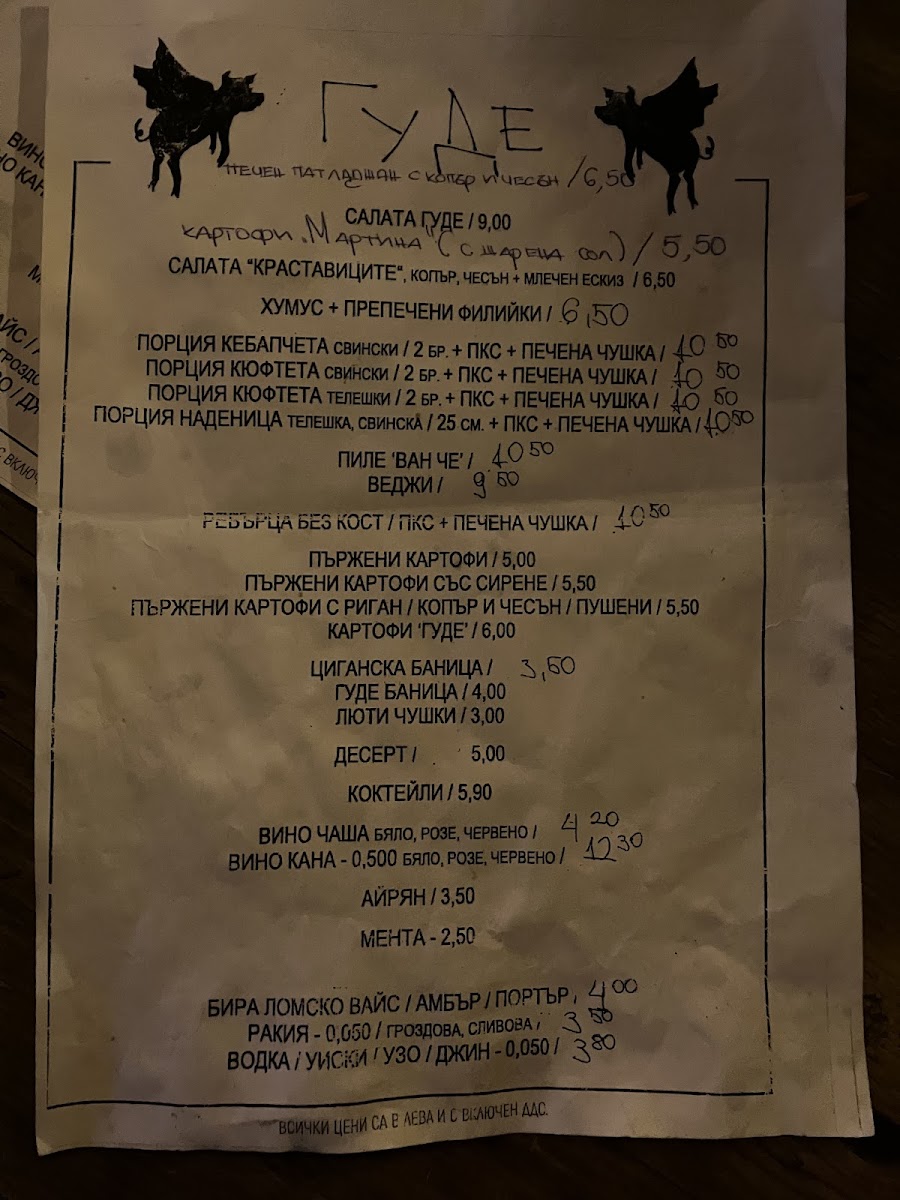 ГУДЕ
ПЕЧЕН ПАТЛАДЖАН С КОПЪР И ЧЕСЪН / 6,50
САЛАТА ГУДЕ / 9,00
КАРТОФИ „МАРТИНА" (С ШАРЕНА СОЛ) / 5,50
САЛАТА "КРАСТАВИЦИТЕ", КОПЪР, ЧЕСЪН + МЛЕЧЕН ЕСКИЗ / 6,50
ХУМУС + ПРЕПЕЧЕНИ ФИЛИЙКИ / 6,50
ПОРЦИЯ КЕБАПЧЕТА СВИНСКИ / 2 БР. + ПКС + ПЕЧЕНА ЧУШКА / 10 50
ПОРЦИЯ КЮФТЕТА СВИНСКИ / 2 БР. + ПКС + ПЕЧЕНА ЧУШКА / 10 50
ПОРЦИЯ КЮФТЕТА ТЕЛЕШКИ / 2 БР. + ПКС + ПЕЧЕНА ЧУШКА / 10 50
ПОРЦИЯ НАДЕНИЦА ТЕЛЕШКА, СВИНСКА / 25 СМ. + ПКС + ПЕЧЕНА ЧУШКА / 10 50
ПИЛЕ 'ВАН ЧЕ' / 10 50
ВЕДЖИ / 9 50
РЕБЪРЦА БЕЗ КОСТ / ПКС + ПЕЧЕНА ЧУШКА / 10 50
ПЪРЖЕНИ КАРТОФИ / 5,00
ПЪРЖЕНИ КАРТОФИ СЪС СИРЕНЕ / 5,50
ПЪРЖЕНИ КАРТОФИ С РИГАН / КОПЪР И ЧЕСЪН / ПУШЕНИ / 5,50
КАРТОФИ 'ГУДЕ' / 6,00
ЦИГАНСКА БАНИЦА / 3,50
ГУДЕ БАНИЦА / 4,00
ЛЮТИ ЧУШКИ / 3,00
ДЕСЕРТ / 5,00
КОКТЕЙЛИ / 5,90
ВИНО ЧАША БЯЛО, РОЗЕ, ЧЕРВЕНО / 4 20
ВИНО КАНА - 0,500 БЯЛО, РОЗЕ, ЧЕРВЕНО / 12 30
АЙРЯН / 3,50
МЕНТА - 2,50
БИРА ЛОМСКО ВАЙС / АМБЪР / ПОРТЪР / 4 00
РАКИЯ - 0,050 / ГРОЗДОВА, СЛИВОВА / 3 50
ВОДКА / УИСКИ / УЗО / ДЖИН - 0,050 / 3 80
ВСИЧКИ ЦЕНИ СА В ЛЕВА И С ВКЛЮЧЕН ДДС.